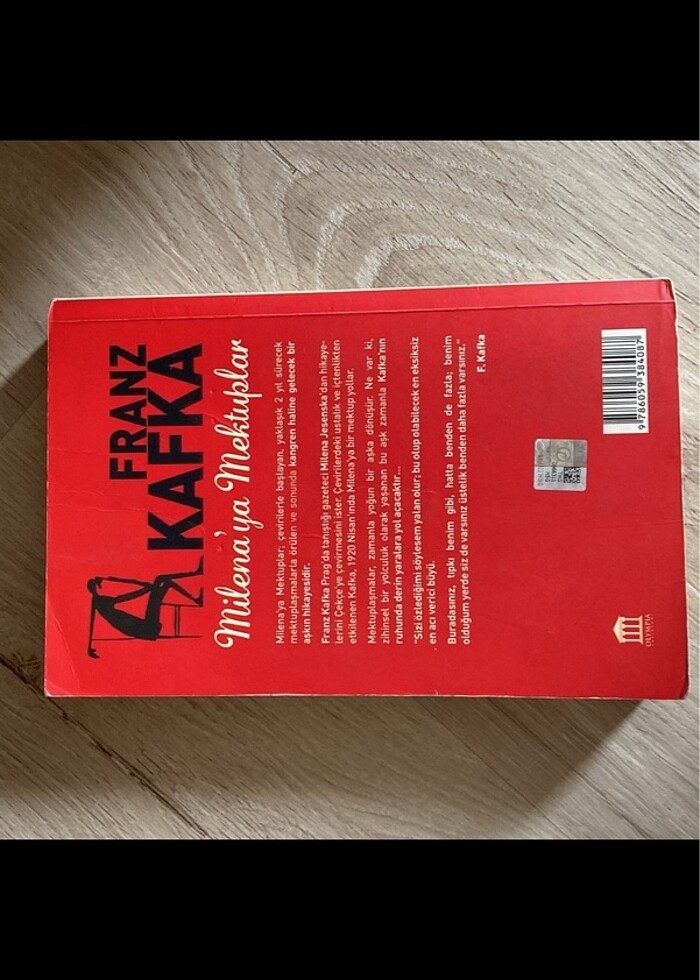 FRANZ
KAFKA
Milena'ya Mektuplar
Milena'ya Mektuplar; çevirilerle başlayan, yaklaşık 2 yıl sürecek
mektuplaşmalarla örülen ve sonunda kangren haline gelecek bir
aşkın hikayesidir.
Franz Kafka Prag'da tanıştığı gazeteci Milena Jesenska'dan hikaye-
lerini Çekçe'ye çevirmesini ister. Çevirilerdeki ustalık ve içtenlikten
etkilenen Kafka, 1920 Nisan'ında Milena'ya bir mektup yollar.
Mektuplaşmalar, zamanla yoğun bir aşka dönüşür. Ne var ki,
zihinsel bir yolculuk olarak yaşanan bu aşk zamanla Kafka'nın
ruhunda derin yaralara yol açacaktır...
"Sizi özlediğimi söylesem yalan olur; bu olup olabilecek en eksiksiz
en acı verici büyü.
Buradasınız, tıpkı benim gibi, hatta benden de fazla; benim
olduğum yerde siz de varsınız üstelik benden daha fazla varsınız."
F. Kafka
OLYMPIA
9 786059 384087